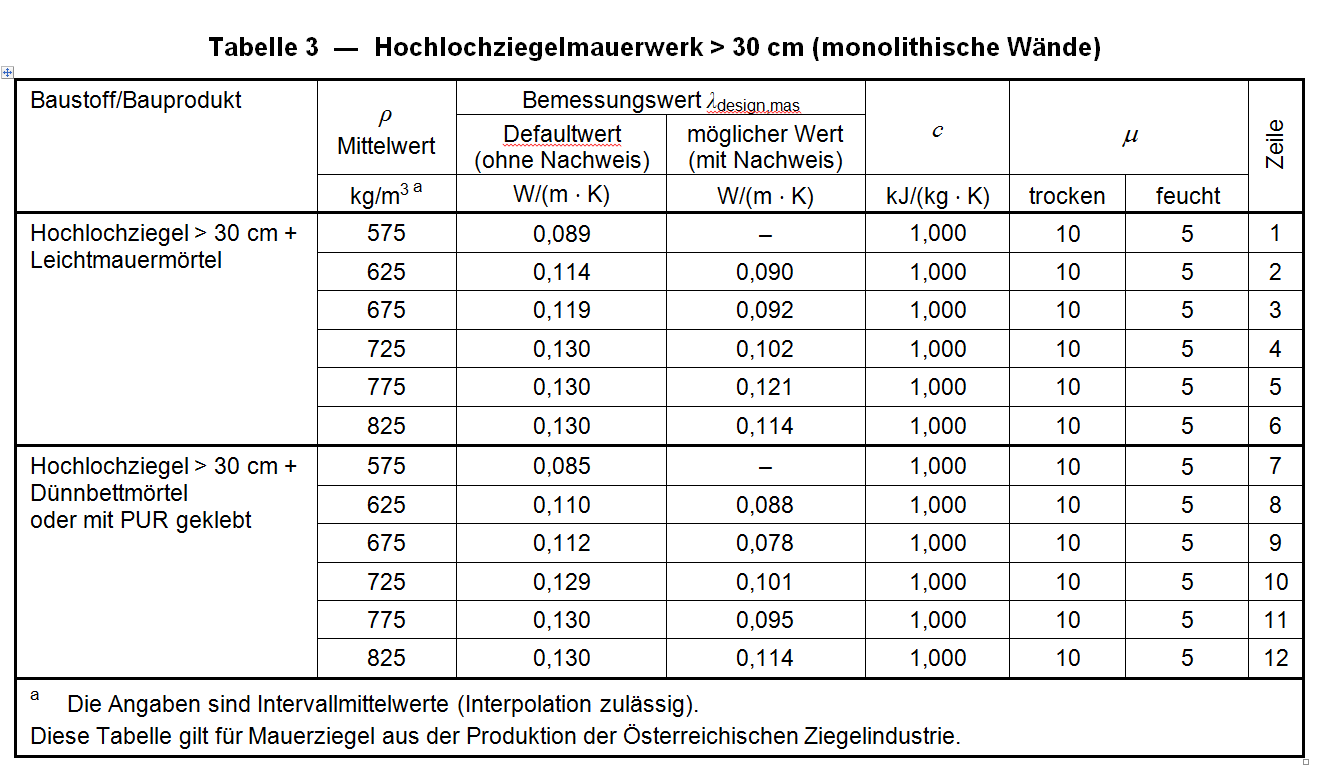 Tabelle 3 — Hochlochziegelmauerwerk > 30 cm (monolithische Wände)
Baustoff/Bauprodukt ρ Mittelwert Bemessungswert λdesign,mas c μ Zeile
Defaultwert (ohne Nachweis) möglicher Wert (mit Nachweis)
kg/m³ ᵃ W/(m · K) W/(m · K) kJ/(kg · K) trocken feucht
Hochlochziegel > 30 cm + 575 0,089 – 1,000 10 5 1
Leichtmauermörtel
625 0,114 0,090 1,000 10 5 2
675 0,119 0,092 1,000 10 5 3
725 0,130 0,102 1,000 10 5 4
775 0,130 0,121 1,000 10 5 5
825 0,130 0,114 1,000 10 5 6
Hochlochziegel > 30 cm + 575 0,085 – 1,000 10 5 7
Dünnbettmörtel 625 0,110 0,088 1,000 10 5 8
oder mit PUR geklebt
675 0,112 0,078 1,000 10 5 9
725 0,129 0,101 1,000 10 5 10
775 0,130 0,095 1,000 10 5 11
825 0,130 0,114 1,000 10 5 12
ᵃ Die Angaben sind Intervallmittelwerte (Interpolation zulässig).
Diese Tabelle gilt für Mauerziegel aus der Produktion der Österreichischen Ziegelindustrie.